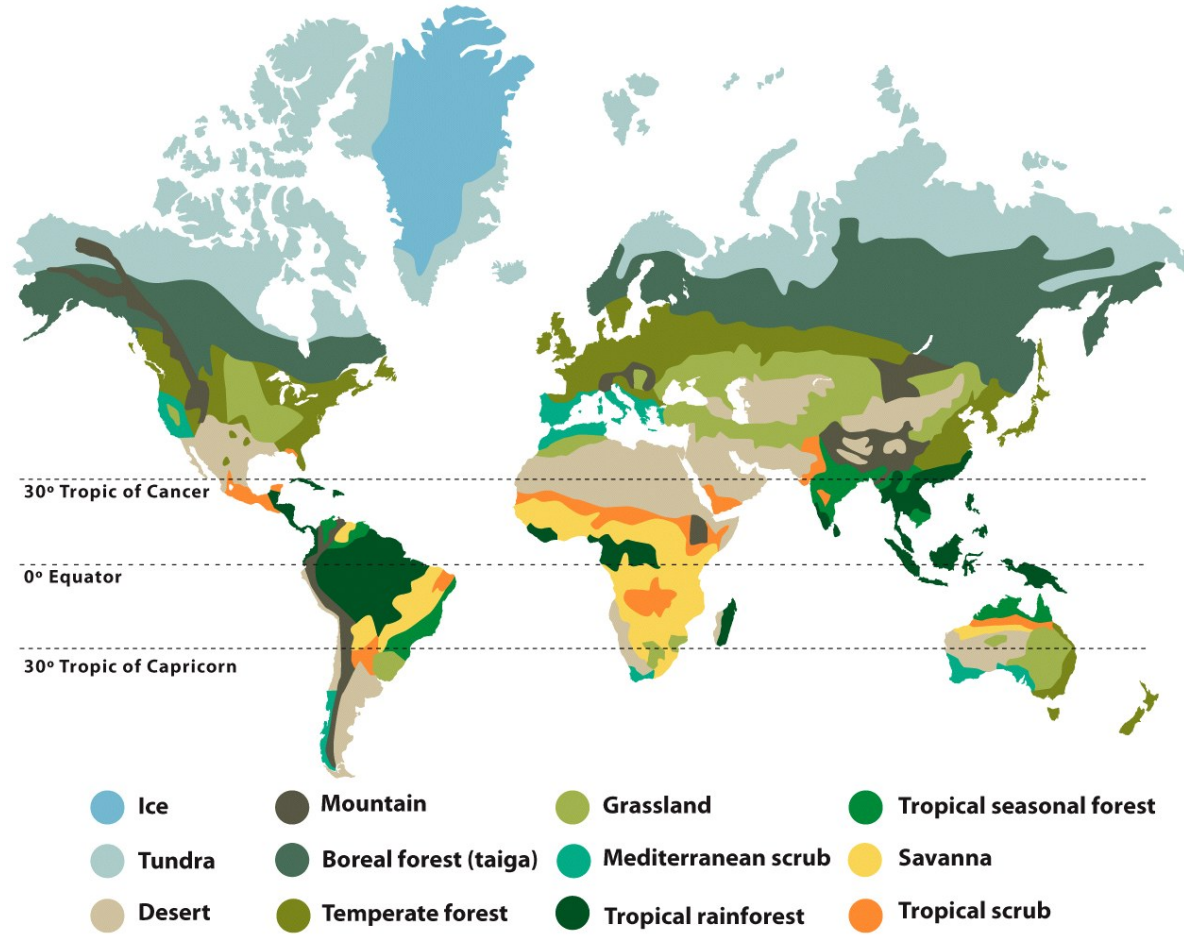 30º Tropic of Cancer
0º Equator
30º Tropic of Capricorn
Ice
Mountain
Grassland
Tropical seasonal forest
Tundra
Boreal forest (taiga)
Mediterranean scrub
Savanna
Desert
Temperate forest
Tropical rainforest
Tropical scrub